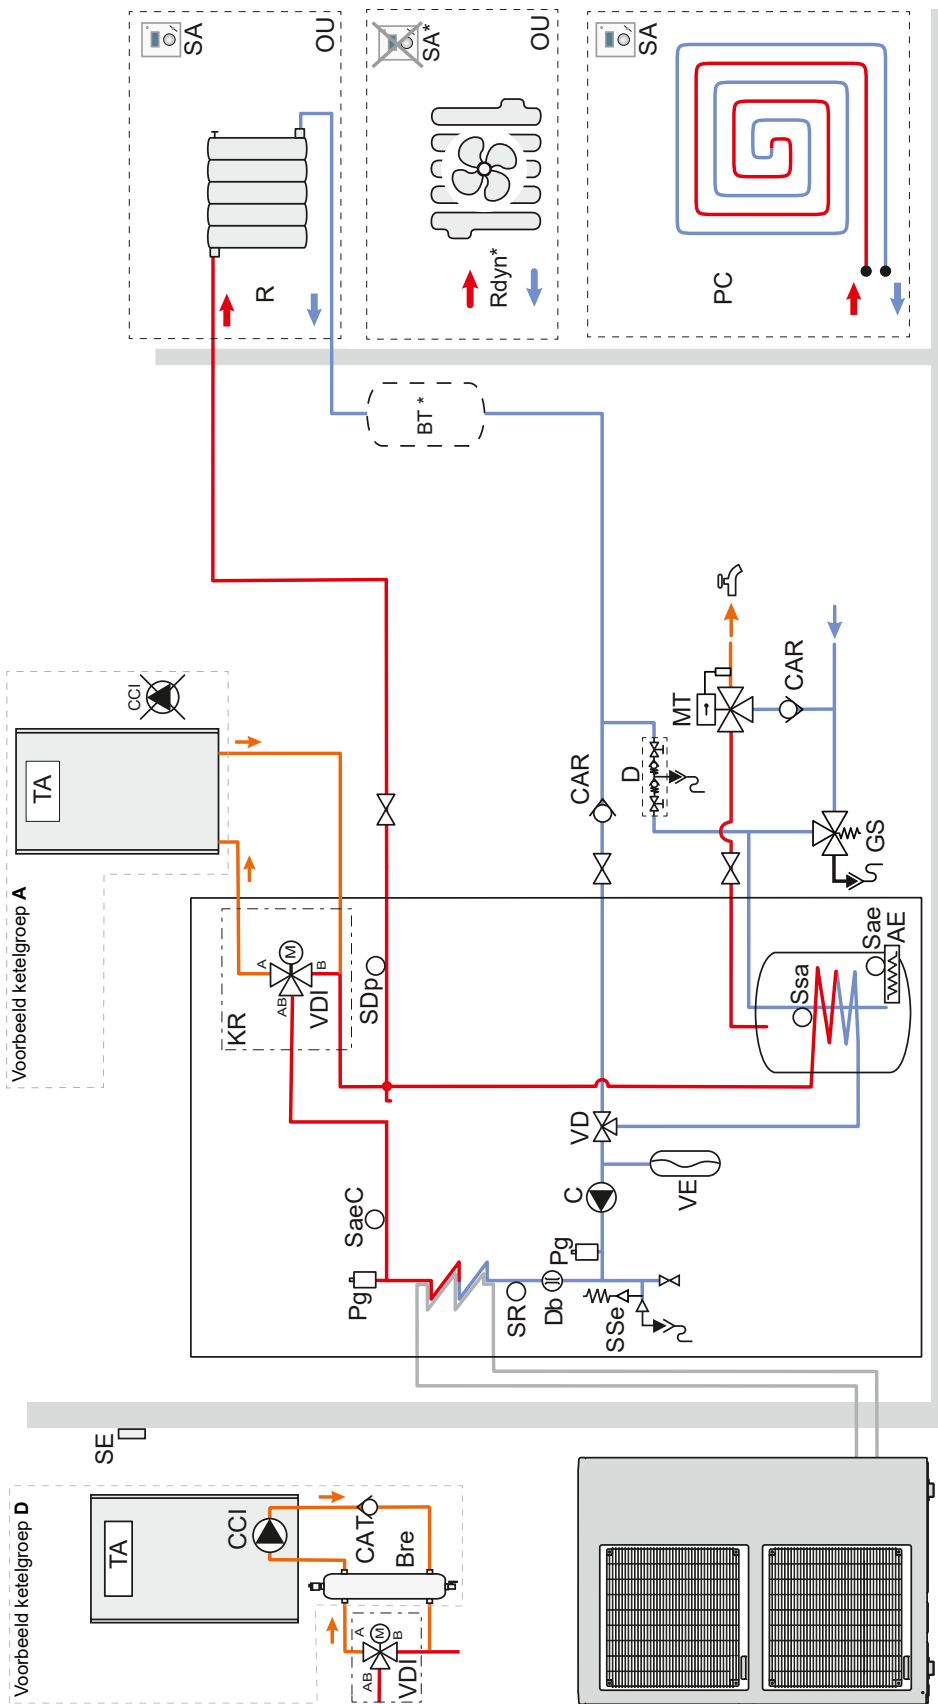 SA
OU
SA*
OU
SA
R
Rdyn*
PC
BT *
Voorbeeld ketelgroep A
TA
CCI
KR
A
M
AB
B
VDI
SDp
CAR
D
MT
CAR
GS
Ssa
Sae
AE
VD
C
VE
SaeC
Pg
Pg
SR
Db
SSe
SE
Voorbeeld ketelgroep D
TA
CCI
CAT
Bre
A
M
AB
B
VDI